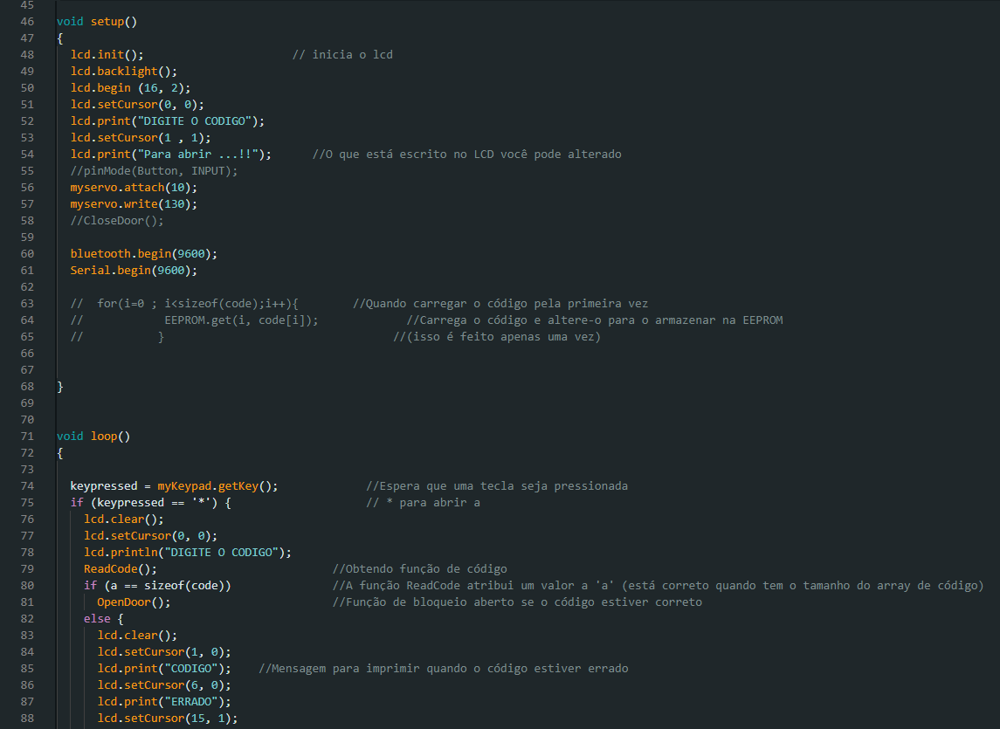 45
46 void setup()
47 {
48 lcd.init(); // inicia o lcd
49 lcd.backlight();
50 lcd.begin (16, 2);
51 lcd.setCursor(0, 0);
52 lcd.print("DIGITE O CODIGO");
53 lcd.setCursor(1 , 1);
54 lcd.print("Para abrir ...!!"); //O que está escrito no LCD você pode alterado
55 //pinMode(Button, INPUT);
56 myservo.attach(10);
57 myservo.write(130);
58 //CloseDoor();
59
60 bluetooth.begin(9600);
61 Serial.begin(9600);
62
63 // for(i=0 ; i<sizeof(code);i++){ //Quando carregar o código pela primeira vez
64 // EEPROM.get(i, code[i]); //Carrega o código e altere-o para o armazenar na EEPROM
65 // } //(isso é feito apenas uma vez)
66
67
68 }
69
70
71 void loop()
72 {
73
74 keypressed = myKeypad.getKey(); //Espera que uma tecla seja pressionada
75 if (keypressed == '*') { // * para abrir a
76 lcd.clear();
77 lcd.setCursor(0, 0);
78 lcd.println("DIGITE O CODIGO");
79 ReadCode(); //Obtendo função de código
80 if (a == sizeof(code)) //A função ReadCode atribui um valor a 'a' (está correto quando tem o tamanho do array de código)
81 OpenDoor(); //Função de bloqueio aberto se o código estiver correto
82 else {
83 lcd.clear();
84 lcd.setCursor(1, 0);
85 lcd.print("CODIGO"); //Mensagem para imprimir quando o código estiver errado
86 lcd.setCursor(6, 0);
87 lcd.print("ERRADO");
88 lcd.setCursor(15, 1);